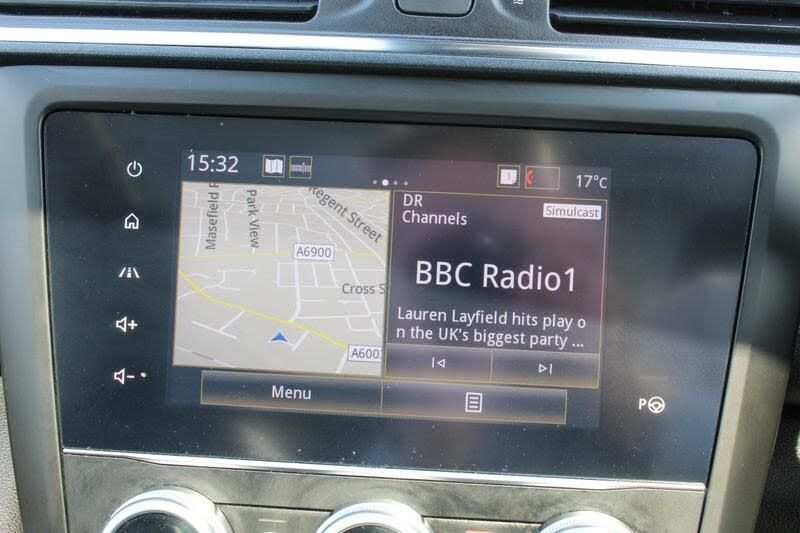 15:32
1
17°C
Masefield
Park View
Regent Street
A6900
Cross S
A600
DR
Channels
Simulcast
BBC Radio1
Lauren Layfield hits play o
n the UK's biggest party ...
Menu
P